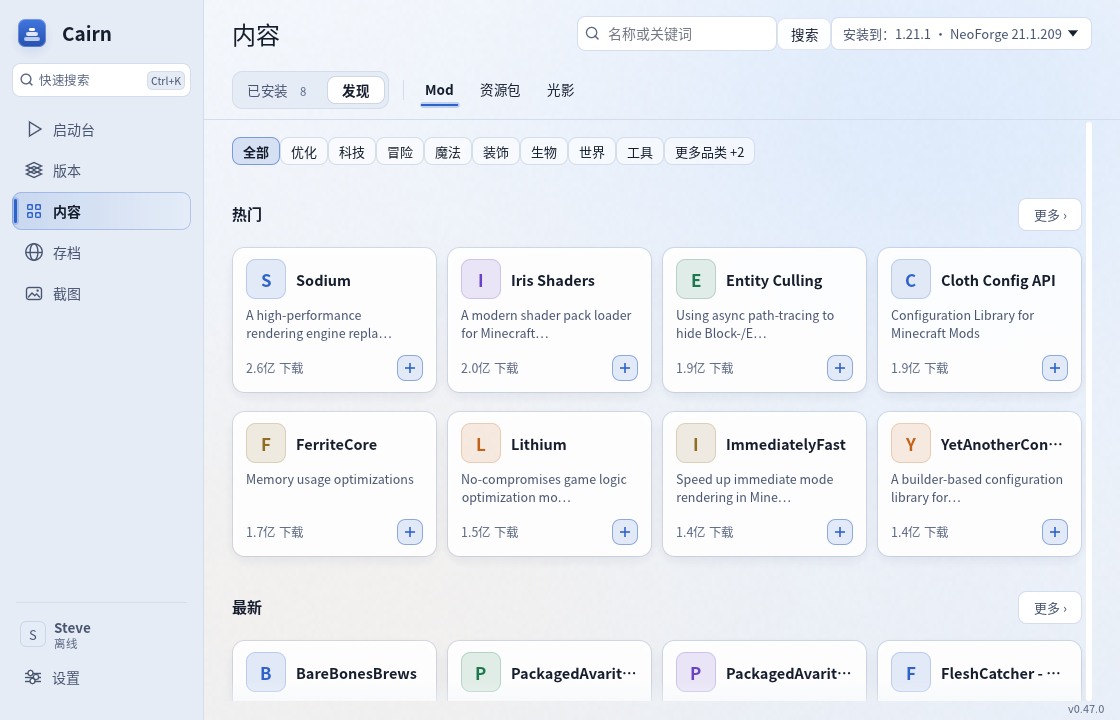 Cairn
快速搜索 Ctrl+K
启动台
版本
内容
存档
截图
S Steve
离线
设置
内容
名称或关键词 搜索 安装到：1.21.1 · NeoForge 21.1.209
已安装 8 发现 Mod 资源包 光影
全部 优化 科技 冒险 魔法 装饰 生物 世界 工具 更多品类 +2
热门 更多 ›
S Sodium
A high-performance
rendering engine repla…
2.6亿 下载
I Iris Shaders
A modern shader pack loader
for Minecraft…
2.0亿 下载
E Entity Culling
Using async path-tracing to
hide Block-/E…
1.9亿 下载
C Cloth Config API
Configuration Library for
Minecraft Mods
1.9亿 下载
F FerriteCore
Memory usage optimizations
1.7亿 下载
L Lithium
No-compromises game logic
optimization mo…
1.5亿 下载
I ImmediatelyFast
Speed up immediate mode
rendering in Mine…
1.4亿 下载
Y YetAnotherCon…
A builder-based configuration
library for…
1.4亿 下载
最新 更多 ›
B BareBonesBrews
P PackagedAvarit…
P PackagedAvarit…
F FleshCatcher - …
v0.47.0